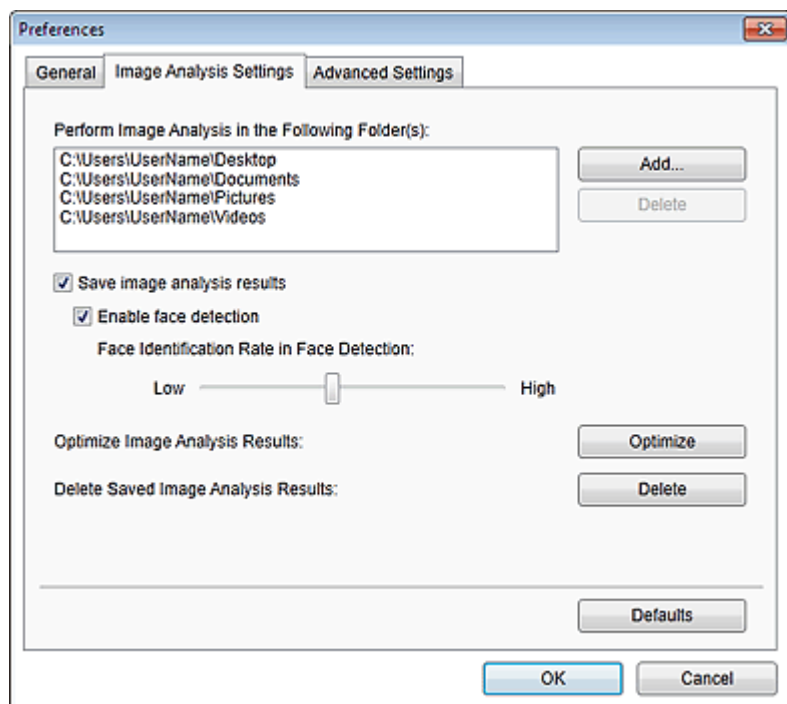 Preferences
General Image Analysis Settings Advanced Settings
Perform Image Analysis in the Following Folder(s):
C:\Users\UserName\Desktop
C:\Users\UserName\Documents
C:\Users\UserName\Pictures
C:\Users\UserName\Videos
Add...
Delete
Save image analysis results
Enable face detection
Face Identification Rate in Face Detection:
Low High
Optimize Image Analysis Results: Optimize
Delete Saved Image Analysis Results: Delete
Defaults
OK Cancel